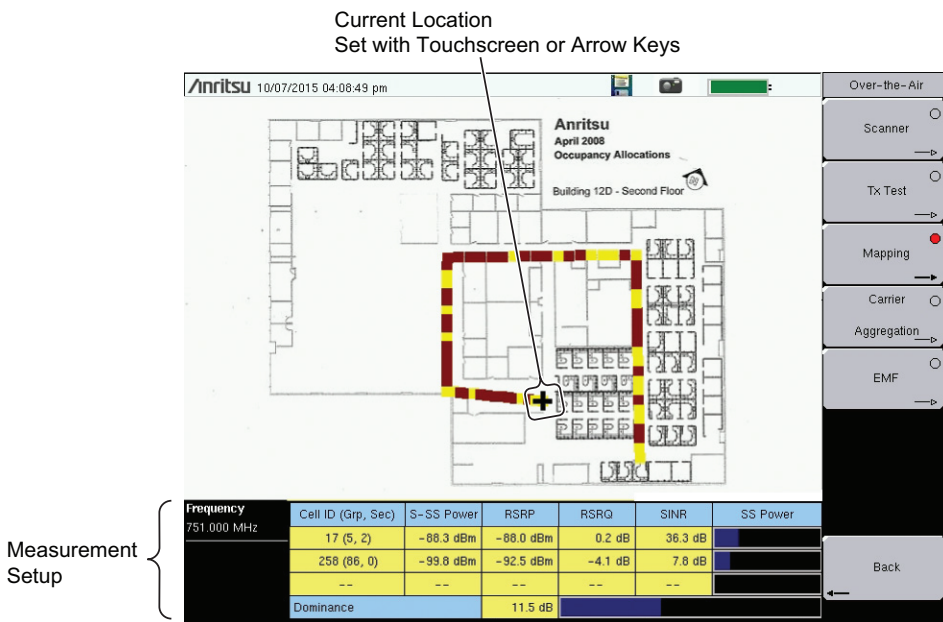 Current Location
Set with Touchscreen or Arrow Keys
Anritsu 10/07/2015 04:08:49 pm
Over-the-Air
Scanner
Tx Test
Mapping
Carrier
Aggregation
EMF
Back
Anritsu
April 2008
Occupancy Allocations
Building 12D - Second Floor
Measurement
Setup
Frequency
751.000 MHz
Cell ID (Grp, Sec) S-SS Power RSRP RSRQ SINR SS Power
17 (5, 2) -88.3 dBm -88.0 dBm 0.2 dB 36.3 dB
258 (86, 0) -99.8 dBm -92.5 dBm -4.1 dB 7.8 dB
-- -- -- -- --
Dominance 11.5 dB